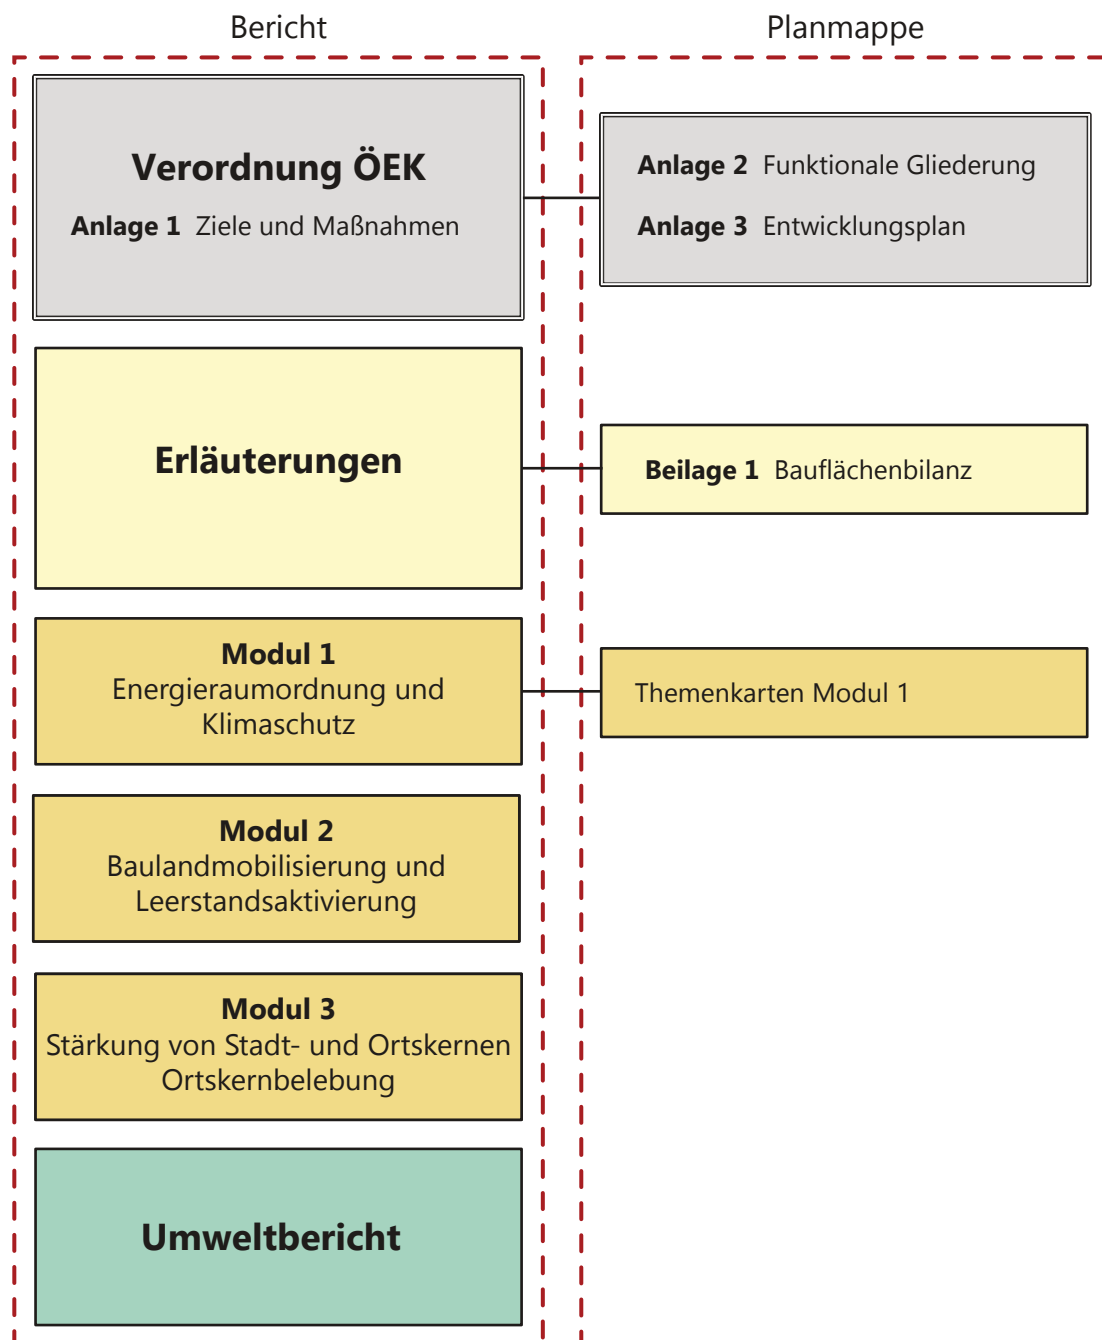 Bericht
Verordnung ÖEK
Anlage 1 Ziele und Maßnahmen
Erläuterungen
Modul 1
Energieraumordnung und
Klimaschutz
Modul 2
Baulandmobilisierung und
Leerstandsaktivierung
Modul 3
Stärkung von Stadt- und Ortskernen
Ortskernbelebung
Umweltbericht
Planmappe
Anlage 2 Funktionale Gliederung
Anlage 3 Entwicklungsplan
Beilage 1 Bauflächenbilanz
Themenkarten Modul 1